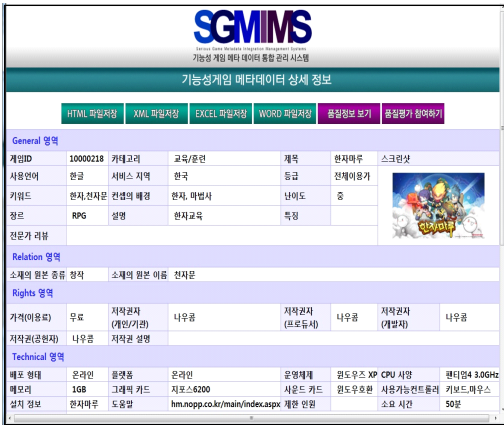 SGMIMS
Serious Game Metadata Integration Management Systems
기능성 게임 메타 데이터 통합 관리 시스템
기능성게임 메타데이터 상세 정보
HTML 파일저장 XML 파일저장 EXCEL 파일저장 WORD 파일저장 품질정보 보기 품질평가 참여하기
General 영역
게임ID 10000218 카테고리 교육/훈련 제목 한자마루 스크린샷
사용언어 한글 서비스 지역 한국 등급 전체이용가
키워드 한자,천자문 컨셉의 배경 한자, 마법사 난이도 중
장르 RPG 설명 한자교육 특징
한자마루
전문가 리뷰
Relation 영역
소재의 원본 종류 창작 소재의 원본 이름 천자문
Rights 영역
가격(이용료) 무료 저작권자 (개인/기관) 나우콤 저작권자 (프로듀서) 나우콤 저작권자 (개발자) 나우콤
저작권(공헌자) 나우콤 저작권 설명
Technical 영역
배포 형태 온라인 플랫폼 온라인 운영체제 윈도우즈 XP CPU 사양 팬티엄4 3.0GHz
메모리 1GB 그래픽 카드 지포스6200 사운드 카드 윈도우호환 사용가능컨트롤러 키보드,마우스
설치 정보 한자마루 도움말 hm.nopp.co.kr/main/index.aspx 제한 인원 소요 시간 50분